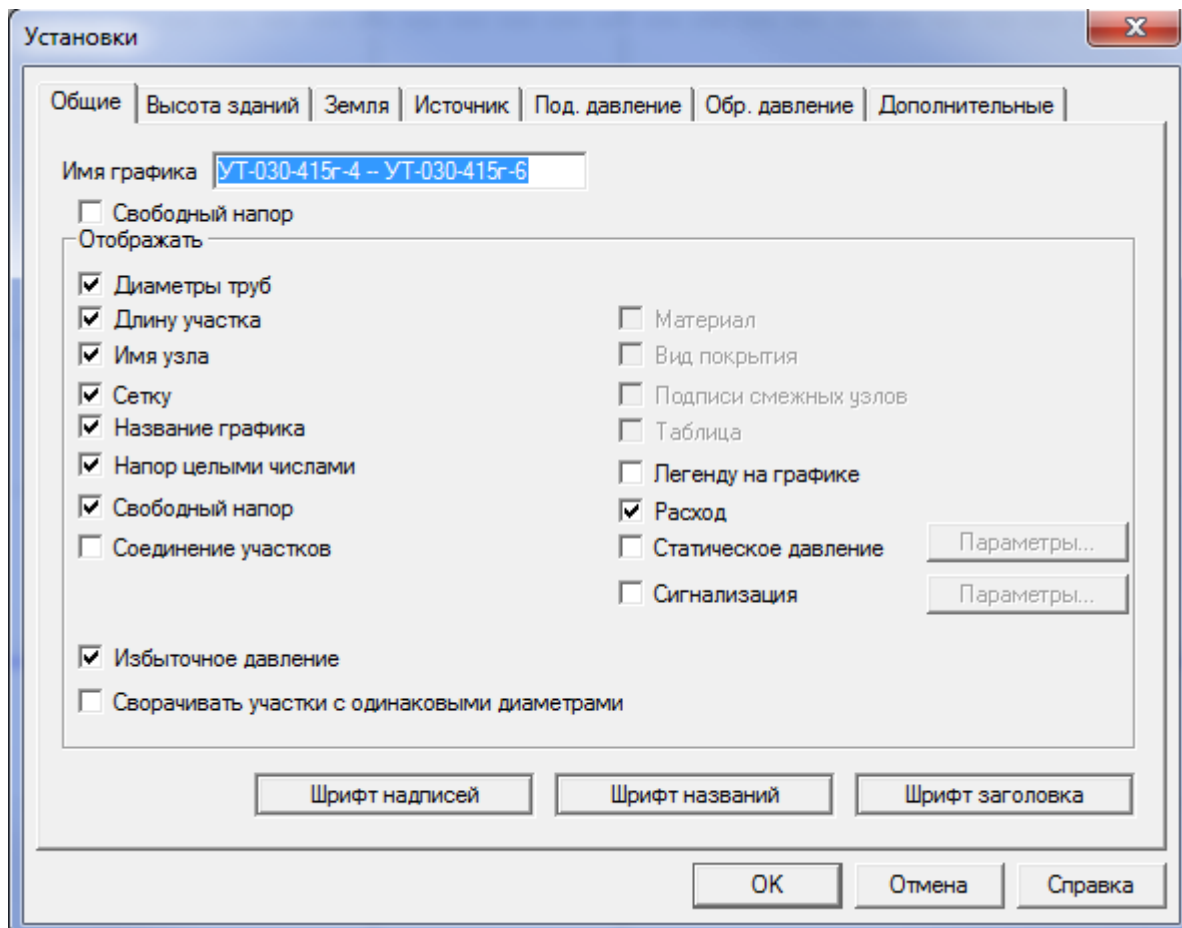 Установки
Общие Высота зданий Земля Источник Под. давление Обр. давление Дополнительные
Имя графика УТ-030-415г-4 -- УТ-030-415г-6
Свободный напор
Отображать
Диаметры труб
Длину участка Материал
Имя узла Вид покрытия
Сетку Подписи смежных узлов
Название графика Таблица
Напор целыми числами Легенду на графике
Свободный напор Расход
Соединение участков Статическое давление Параметры...
Сигнализация Параметры...
Избыточное давление
Сворачивать участки с одинаковыми диаметрами
Шрифт надписей Шрифт названий Шрифт заголовка
OK Отмена Справка